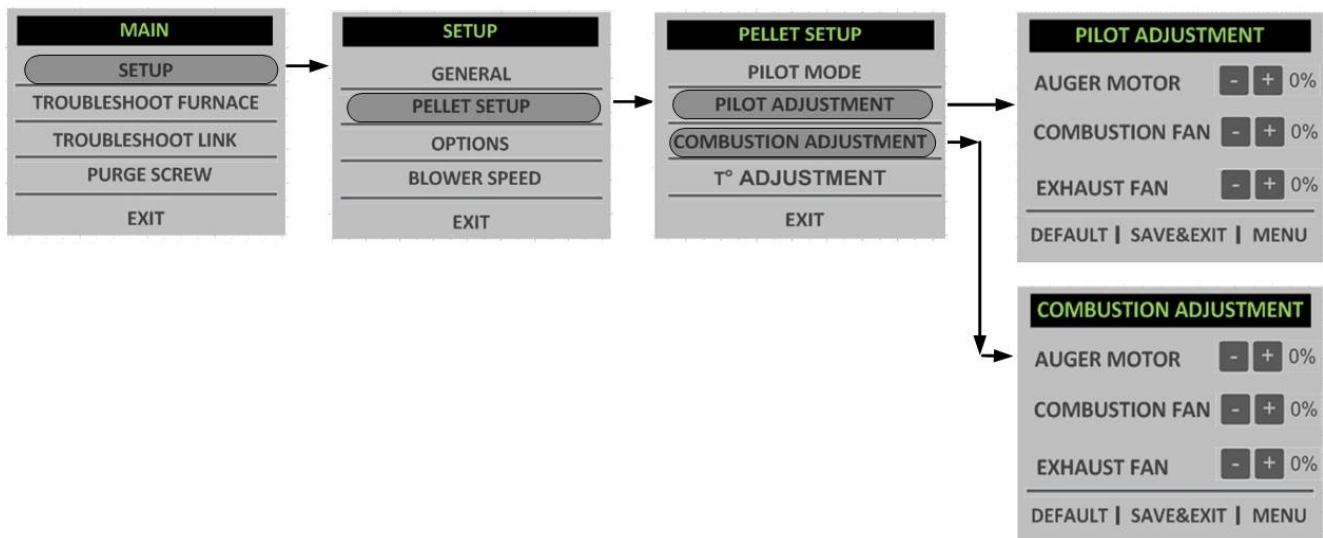 MAIN
SETUP
TROUBLESHOOT FURNACE
TROUBLESHOOT LINK
PURGE SCREW
EXIT
SETUP
GENERAL
PELLET SETUP
OPTIONS
BLOWER SPEED
EXIT
PELLET SETUP
PILOT MODE
PILOT ADJUSTMENT
COMBUSTION ADJUSTMENT
T° ADJUSTMENT
EXIT
PILOT ADJUSTMENT
AUGER MOTOR - + 0%
COMBUSTION FAN - + 0%
EXHAUST FAN - + 0%
DEFAULT | SAVE&EXIT | MENU
COMBUSTION ADJUSTMENT
AUGER MOTOR - + 0%
COMBUSTION FAN - + 0%
EXHAUST FAN - + 0%
DEFAULT | SAVE&EXIT | MENU